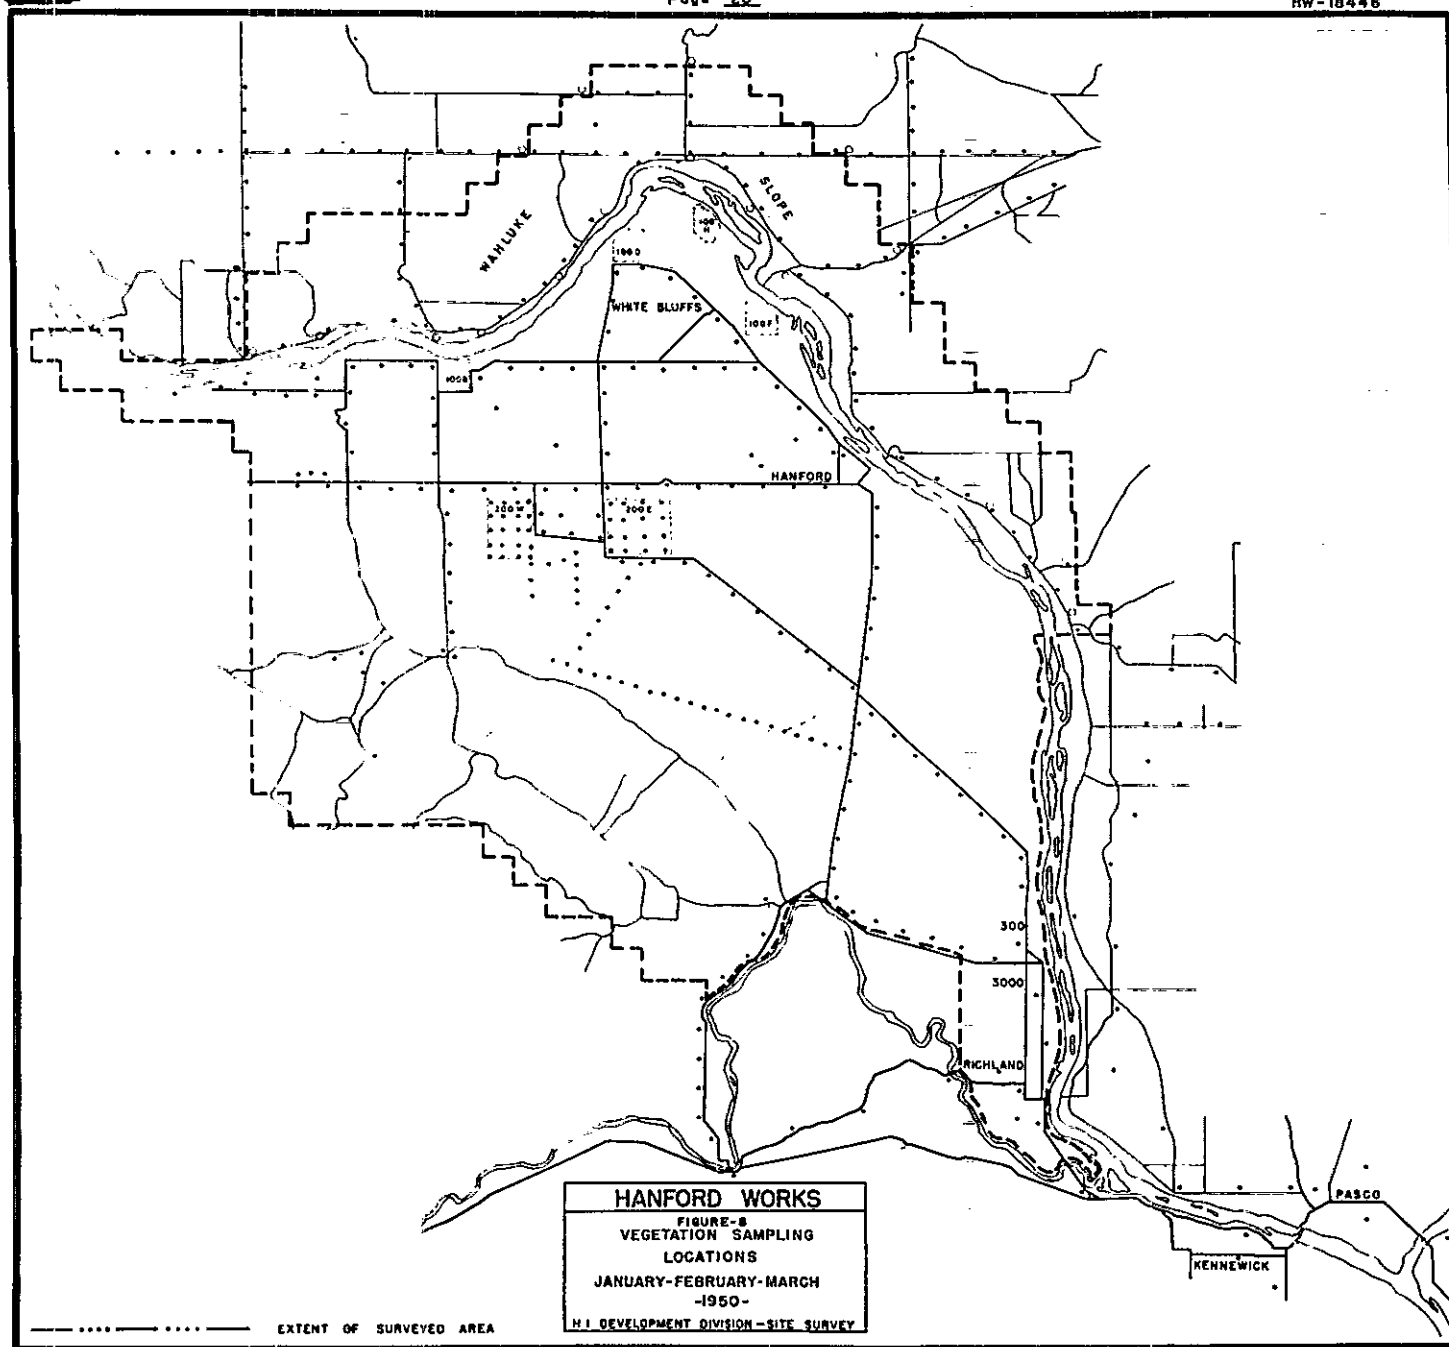 HW-18446
WAHLUKE
SLOPE
100 H
100 D
WHITE BLUFFS
100 F
100 B
HANFORD
200 W
200 E
300
3000
RICHLAND
PASCO
KENNEWICK
HANFORD WORKS
FIGURE-8
VEGETATION SAMPLING
LOCATIONS
JANUARY-FEBRUARY-MARCH
-1950-
H.I. DEVELOPMENT DIVISION-SITE SURVEY
EXTENT OF SURVEYED AREA